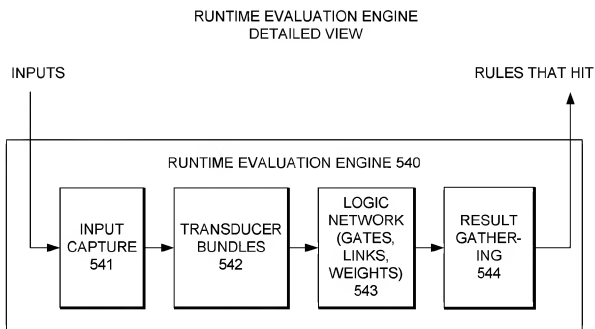 RUNTIME EVALUATION ENGINE
DETAILED VIEW
INPUTS
RULES THAT HIT
RUNTIME EVALUATION ENGINE 540
INPUT
CAPTURE
541
TRANSDUCER
BUNDLES
542
LOGIC
NETWORK
(GATES,
LINKS,
WEIGHTS)
543
RESULT
GATHER-
ING
544